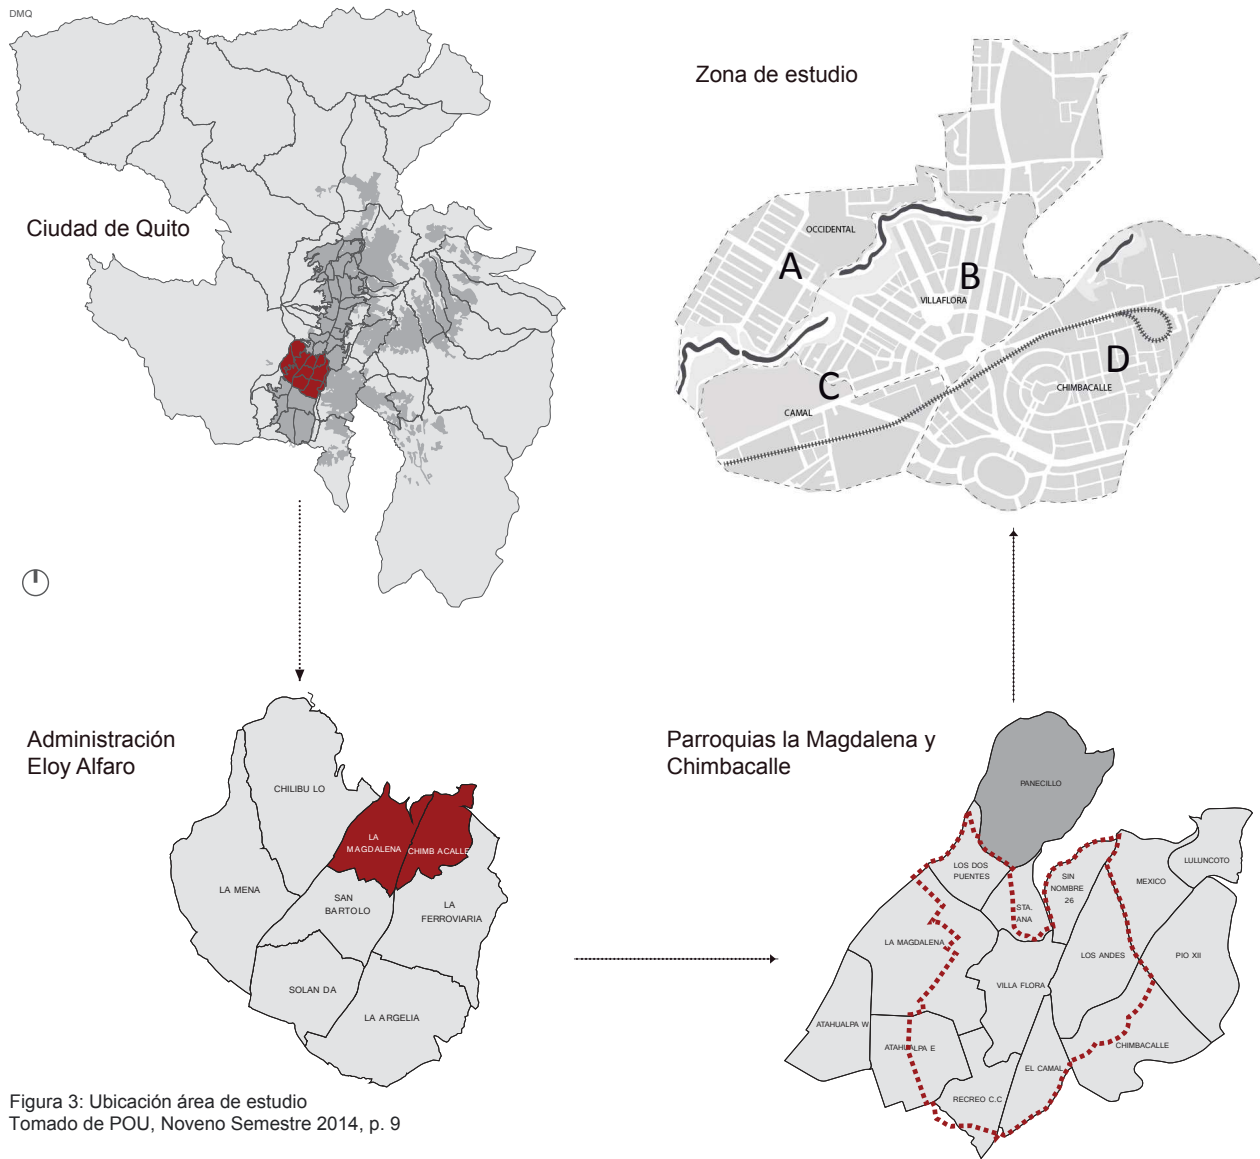 DMQ
Ciudad de Quito
Zona de estudio
OCCIDENTAL
A
B
VILLAFLORA
C
CAMAL
D
CHIMBACALLE
Administración
Eloy Alfaro
CHILIBU LO
LA
MAGDALENA
CHIMB ACALLE
LA MENA
SAN
BARTOLO
LA
FERROVIARIA
SOLAN DA
LA ARGELIA
Parroquias la Magdalena y
Chimbacalle
PANECILLO
LOS DOS
PUENTES
STA.
ANA
SIN
NOMBRE
26
MEXICO
LULUNCOTO
LA MAGDALENA
LOS ANDES
PIO XII
VILLA FLORA
ATAHUALPA W
ATAHUALPA E
EL CAMAL
CHIMBACALLE
RECREO C.C
Figura 3: Ubicación área de estudio
Tomado de POU, Noveno Semestre 2014, p. 9